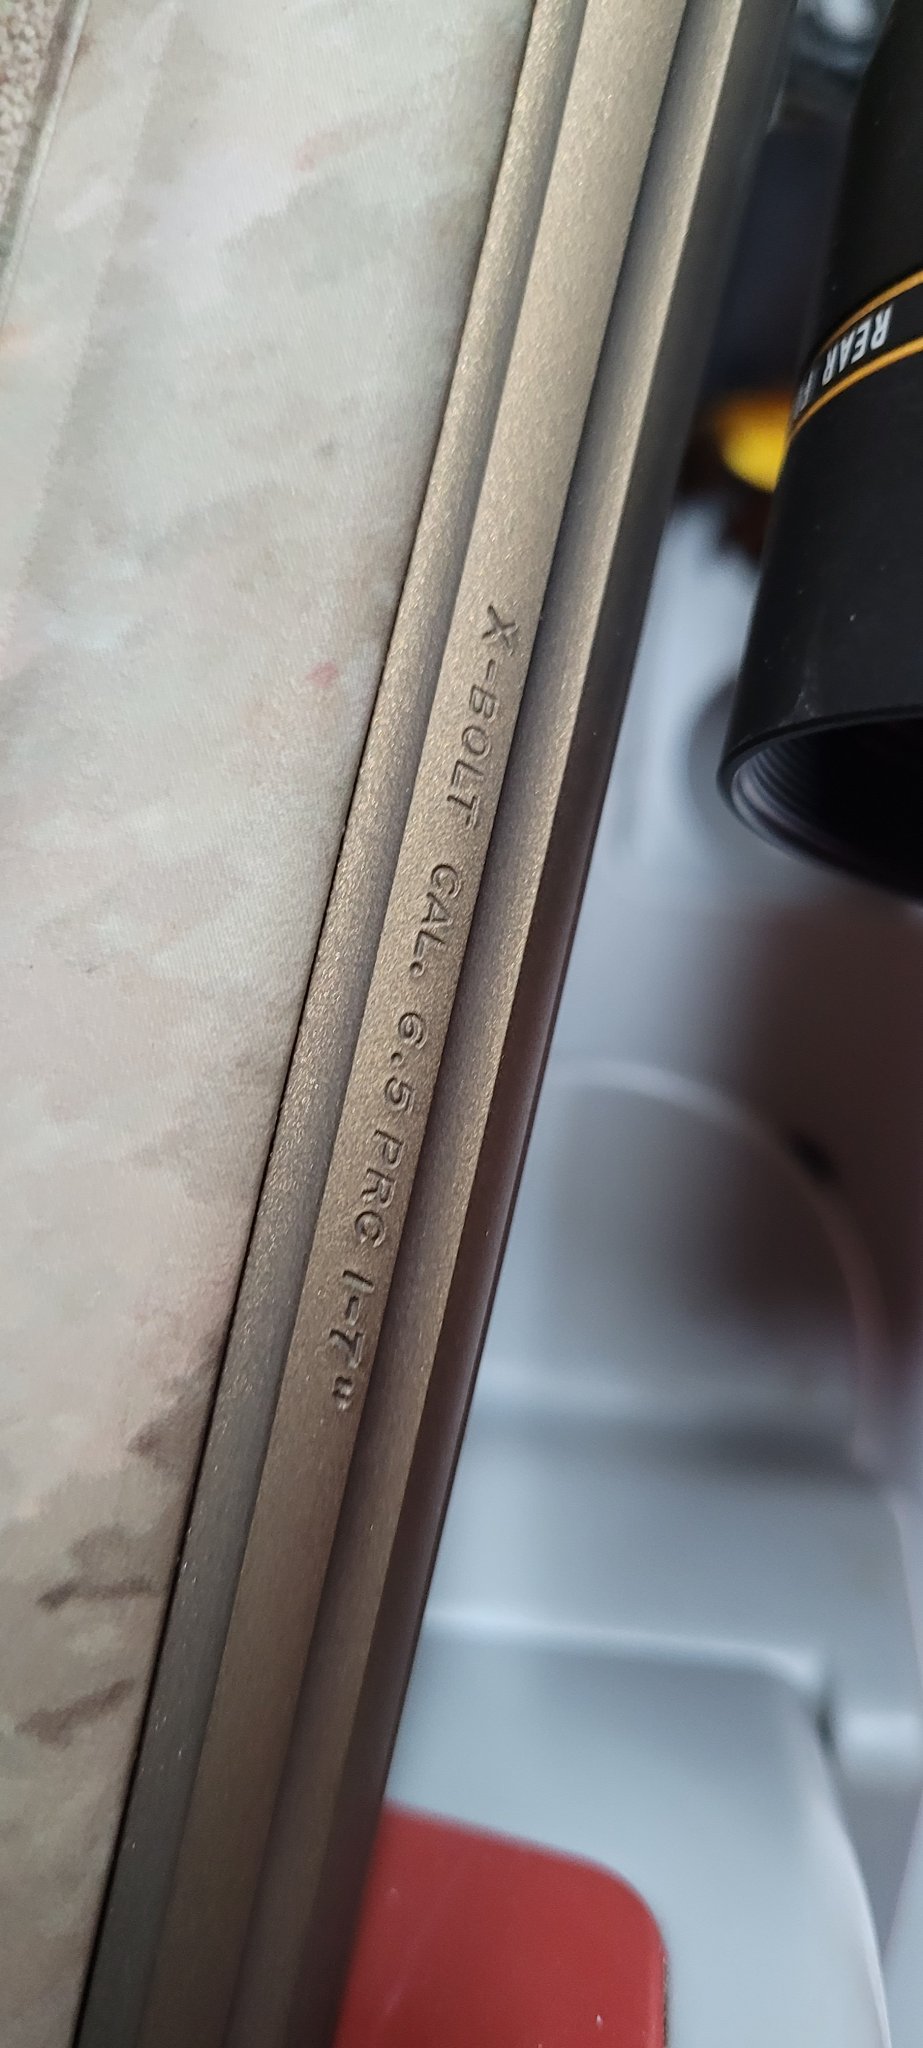 X-BOLT CAL. 6.5 PRC 1-7"
REAR